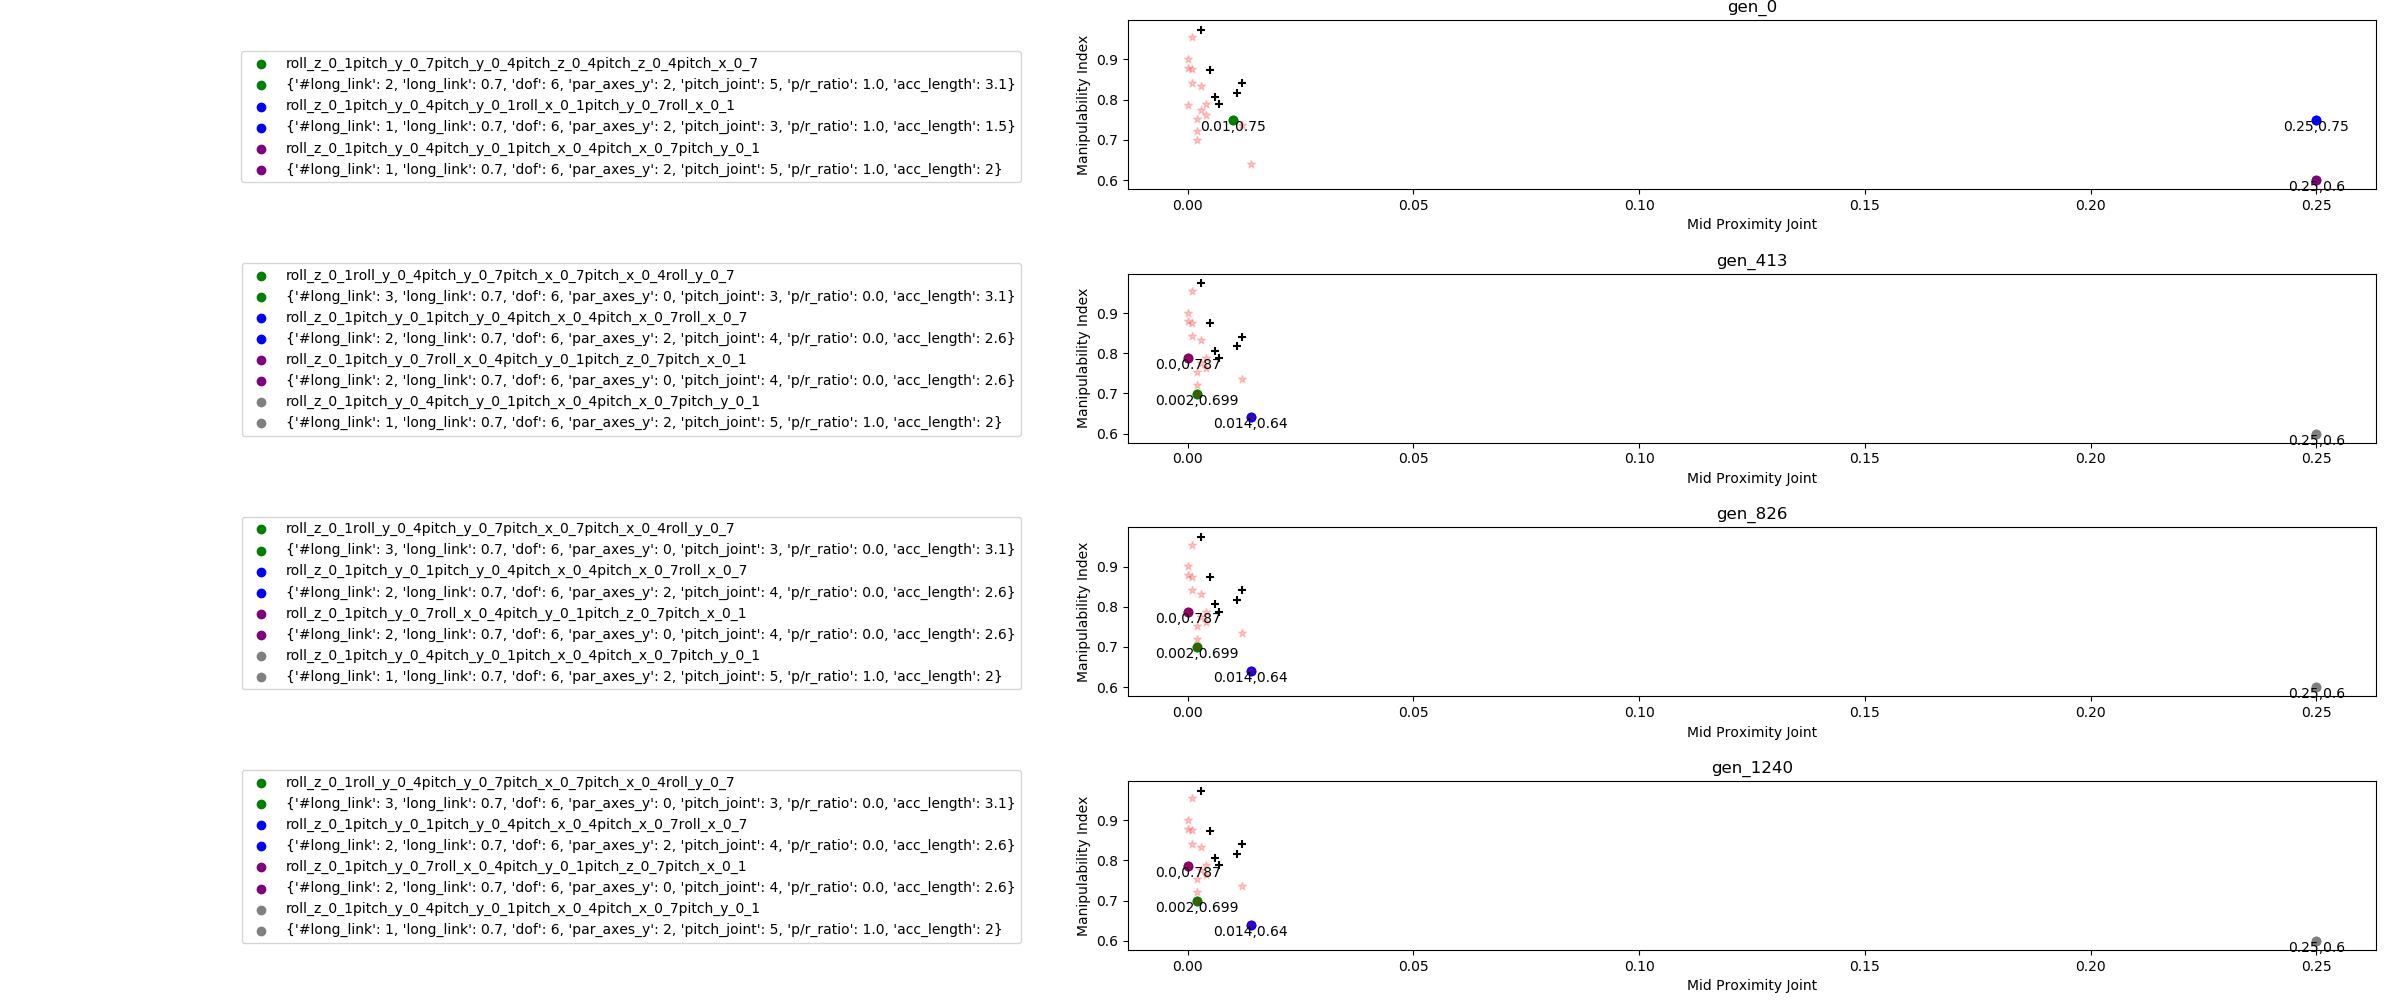 gen_0
roll_z_0_1pitch_y_0_7pitch_y_0_4pitch_z_0_4pitch_z_0_4pitch_x_0_7
{'#long_link': 2, 'long_link': 0.7, 'dof': 6, 'par_axes_y': 2, 'pitch_joint': 5, 'p/r_ratio': 1.0, 'acc_length': 3.1}
roll_z_0_1pitch_y_0_4pitch_y_0_1roll_x_0_1pitch_y_0_7roll_x_0_1
{'#long_link': 1, 'long_link': 0.7, 'dof': 6, 'par_axes_y': 2, 'pitch_joint': 3, 'p/r_ratio': 1.0, 'acc_length': 1.5}
roll_z_0_1pitch_y_0_4pitch_y_0_1pitch_x_0_4pitch_x_0_7pitch_y_0_1
{'#long_link': 1, 'long_link': 0.7, 'dof': 6, 'par_axes_y': 2, 'pitch_joint': 5, 'p/r_ratio': 1.0, 'acc_length': 2}
Manipulability Index
0.9
0.8
0.7
0.6
0.01,0.75
0.25,0.75
0.25,0.6
0.00 0.05 0.10 0.15 0.20 0.25
Mid Proximity Joint
gen_413
roll_z_0_1roll_y_0_4pitch_y_0_7pitch_x_0_7pitch_x_0_4roll_y_0_7
{'#long_link': 3, 'long_link': 0.7, 'dof': 6, 'par_axes_y': 0, 'pitch_joint': 3, 'p/r_ratio': 0.0, 'acc_length': 3.1}
roll_z_0_1pitch_y_0_1pitch_y_0_4pitch_x_0_4pitch_x_0_7roll_x_0_7
{'#long_link': 2, 'long_link': 0.7, 'dof': 6, 'par_axes_y': 2, 'pitch_joint': 4, 'p/r_ratio': 0.0, 'acc_length': 2.6}
roll_z_0_1pitch_y_0_7roll_x_0_4pitch_y_0_1pitch_z_0_7pitch_x_0_1
{'#long_link': 2, 'long_link': 0.7, 'dof': 6, 'par_axes_y': 0, 'pitch_joint': 4, 'p/r_ratio': 0.0, 'acc_length': 2.6}
roll_z_0_1pitch_y_0_4pitch_y_0_1pitch_x_0_4pitch_x_0_7pitch_y_0_1
{'#long_link': 1, 'long_link': 0.7, 'dof': 6, 'par_axes_y': 2, 'pitch_joint': 5, 'p/r_ratio': 1.0, 'acc_length': 2}
Manipulability Index
0.9
0.8
0.7
0.6
0.0,0.787
0.002,0.699
0.014,0.64
0.25,0.6
0.00 0.05 0.10 0.15 0.20 0.25
Mid Proximity Joint
gen_826
roll_z_0_1roll_y_0_4pitch_y_0_7pitch_x_0_7pitch_x_0_4roll_y_0_7
{'#long_link': 3, 'long_link': 0.7, 'dof': 6, 'par_axes_y': 0, 'pitch_joint': 3, 'p/r_ratio': 0.0, 'acc_length': 3.1}
roll_z_0_1pitch_y_0_1pitch_y_0_4pitch_x_0_4pitch_x_0_7roll_x_0_7
{'#long_link': 2, 'long_link': 0.7, 'dof': 6, 'par_axes_y': 2, 'pitch_joint': 4, 'p/r_ratio': 0.0, 'acc_length': 2.6}
roll_z_0_1pitch_y_0_7roll_x_0_4pitch_y_0_1pitch_z_0_7pitch_x_0_1
{'#long_link': 2, 'long_link': 0.7, 'dof': 6, 'par_axes_y': 0, 'pitch_joint': 4, 'p/r_ratio': 0.0, 'acc_length': 2.6}
roll_z_0_1pitch_y_0_4pitch_y_0_1pitch_x_0_4pitch_x_0_7pitch_y_0_1
{'#long_link': 1, 'long_link': 0.7, 'dof': 6, 'par_axes_y': 2, 'pitch_joint': 5, 'p/r_ratio': 1.0, 'acc_length': 2}
Manipulability Index
0.9
0.8
0.7
0.6
0.0,0.787
0.002,0.699
0.014,0.64
0.25,0.6
0.00 0.05 0.10 0.15 0.20 0.25
Mid Proximity Joint
gen_1240
roll_z_0_1roll_y_0_4pitch_y_0_7pitch_x_0_7pitch_x_0_4roll_y_0_7
{'#long_link': 3, 'long_link': 0.7, 'dof': 6, 'par_axes_y': 0, 'pitch_joint': 3, 'p/r_ratio': 0.0, 'acc_length': 3.1}
roll_z_0_1pitch_y_0_1pitch_y_0_4pitch_x_0_4pitch_x_0_7roll_x_0_7
{'#long_link': 2, 'long_link': 0.7, 'dof': 6, 'par_axes_y': 2, 'pitch_joint': 4, 'p/r_ratio': 0.0, 'acc_length': 2.6}
roll_z_0_1pitch_y_0_7roll_x_0_4pitch_y_0_1pitch_z_0_7pitch_x_0_1
{'#long_link': 2, 'long_link': 0.7, 'dof': 6, 'par_axes_y': 0, 'pitch_joint': 4, 'p/r_ratio': 0.0, 'acc_length': 2.6}
roll_z_0_1pitch_y_0_4pitch_y_0_1pitch_x_0_4pitch_x_0_7pitch_y_0_1
{'#long_link': 1, 'long_link': 0.7, 'dof': 6, 'par_axes_y': 2, 'pitch_joint': 5, 'p/r_ratio': 1.0, 'acc_length': 2}
Manipulability Index
0.9
0.8
0.7
0.6
0.0,0.787
0.002,0.699
0.014,0.64
0.25,0.6
0.00 0.05 0.10 0.15 0.20 0.25
Mid Proximity Joint